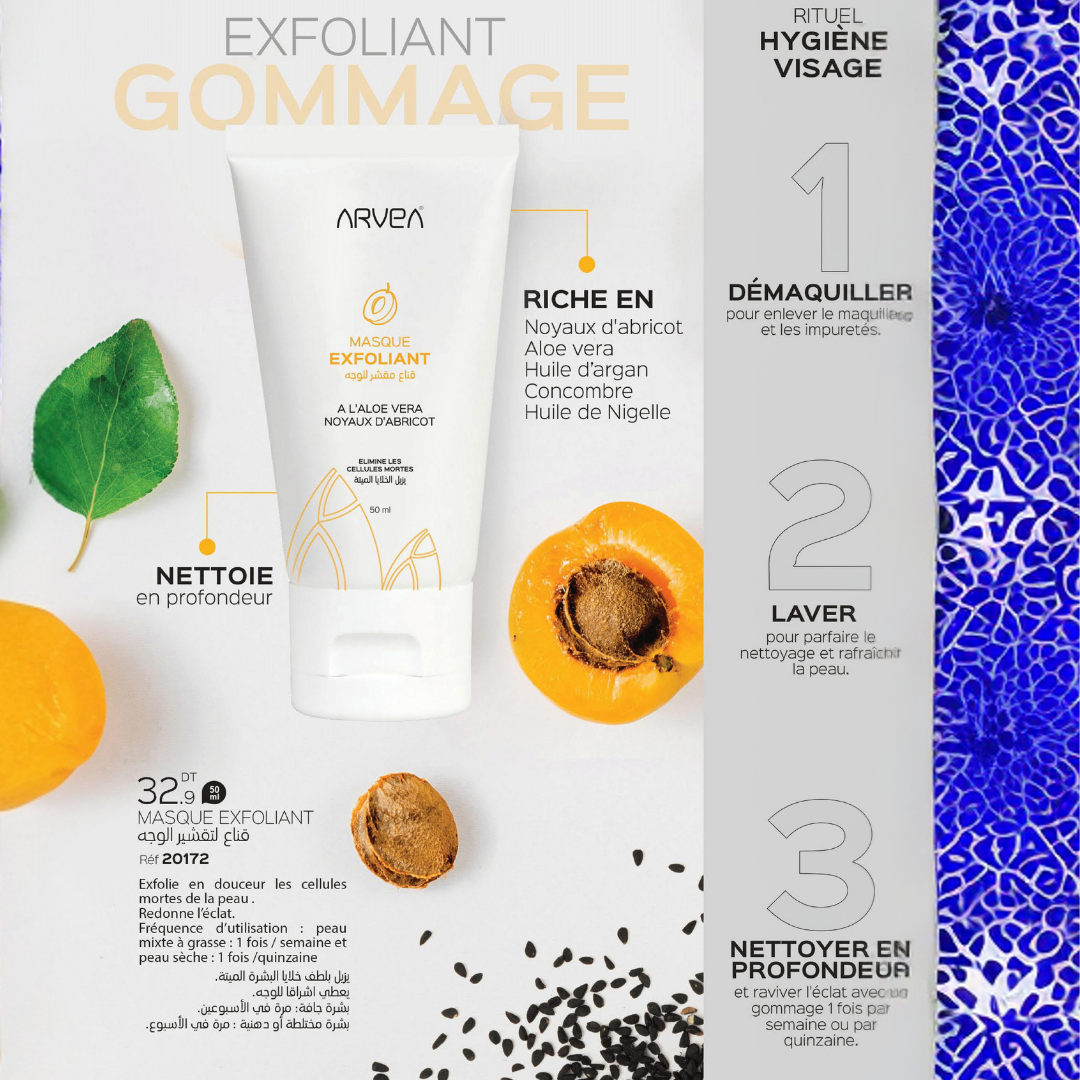 EXFOLIANT
GOMMAGE
ARVEA
MASQUE
EXFOLIANT
قناع مقشر للوجه
A L'ALOE VERA
NOYAUX D'ABRICOT
ELIMINE LES
CELLULES MORTES
يزيل الخلايا الميتة
50 ml
RICHE EN
Noyaux d'abricot
Aloe vera
Huile d'argan
Concombre
Huile de Nigelle
NETTOIE
en profondeur
32.9 DT
50
ml
MASQUE EXFOLIANT
قناع لتقشير الوجه
Réf 20172
Exfolie en douceur les cellules
mortes de la peau .
Redonne l'éclat.
Fréquence d'utilisation : peau
mixte à grasse : 1 fois / semaine et
peau sèche : 1 fois /quinzaine
يزيل بلطف خلايا البشرة الميتة.
يعطي اشراقا للوجه.
بشرة جافة: مرة في الأسبوعين.
بشرة مختلطة أو دهنية : مرة في الأسبوع.
RITUEL
HYGIÈNE
VISAGE
1
DÉMAQUILLER
pour enlever le
et les impuretés.
2
LAVER
pour parfaire le
nettoyage et
la peau.
3
NETTOYER EN
PROFONDEUR
et raviver l'éclat avec
gommage 1 fois par
semaine ou par
quinzaine.